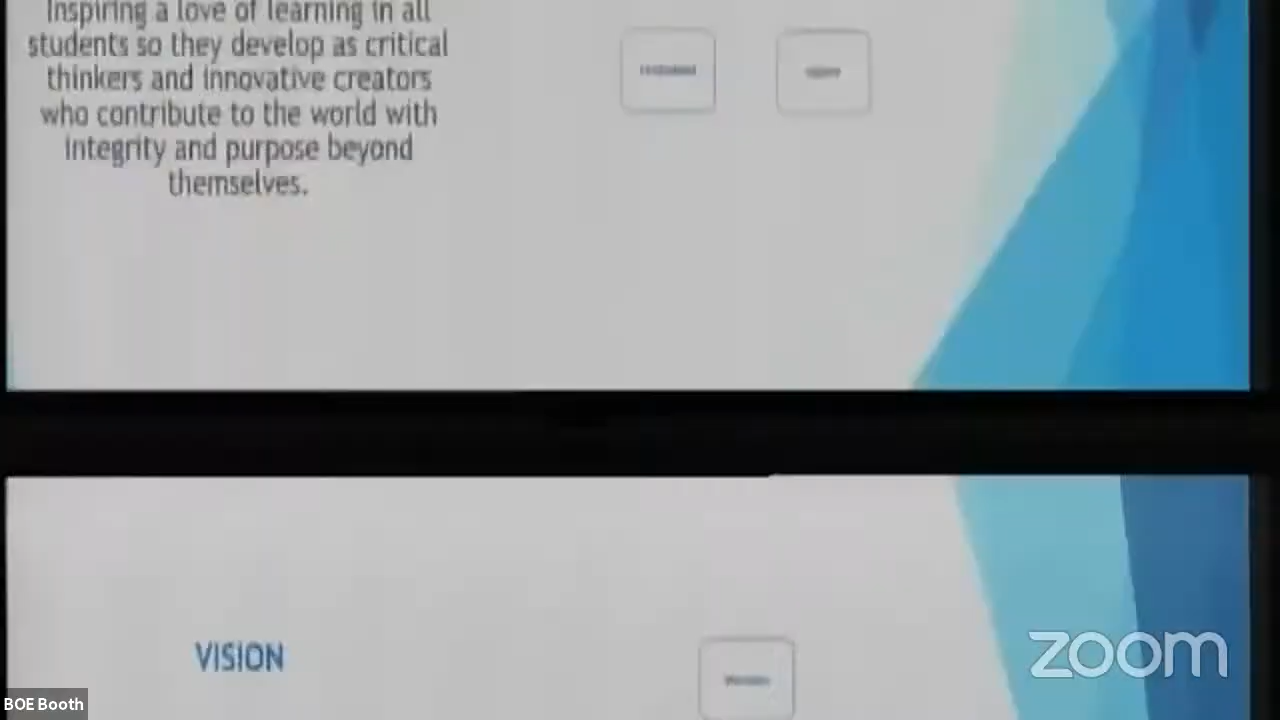 Inspiring a love of learning in all
students so they develop as critical
thinkers and innovative creators
who contribute to the world with
integrity and purpose beyond
themselves.
VISION
zoom
BOE Booth